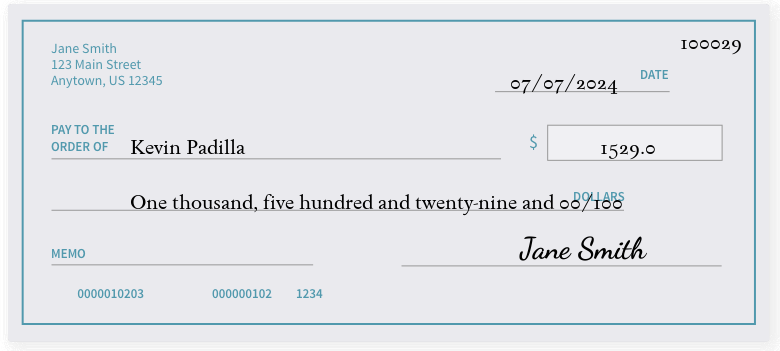 100029
Jane Smith
123 Main Street
Anytown, US 12345
07/07/2024 DATE
PAY TO THE
ORDER OF Kevin Padilla $ 1529.0
One thousand, five hundred and twenty-nine and 00/100 DOLLARS
MEMO Jane Smith
0000010203 000000102 1234